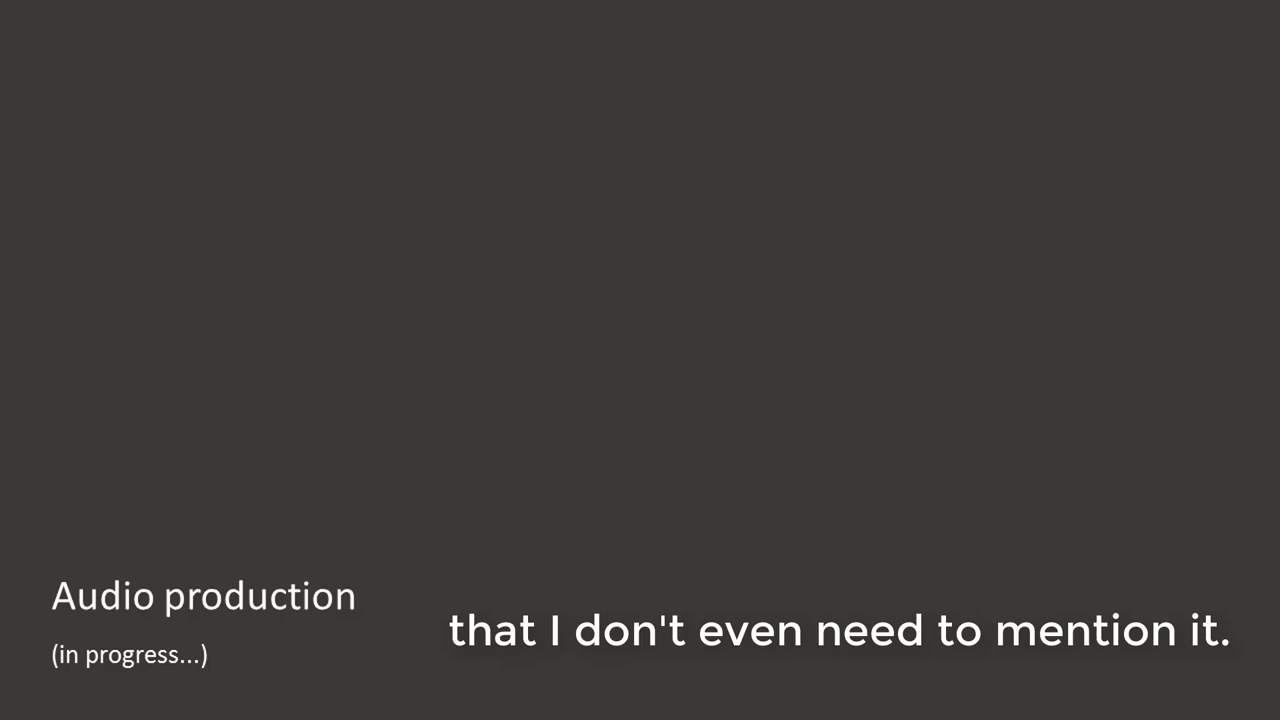 Audio production
(in progress...)
that I don't even need to mention it.